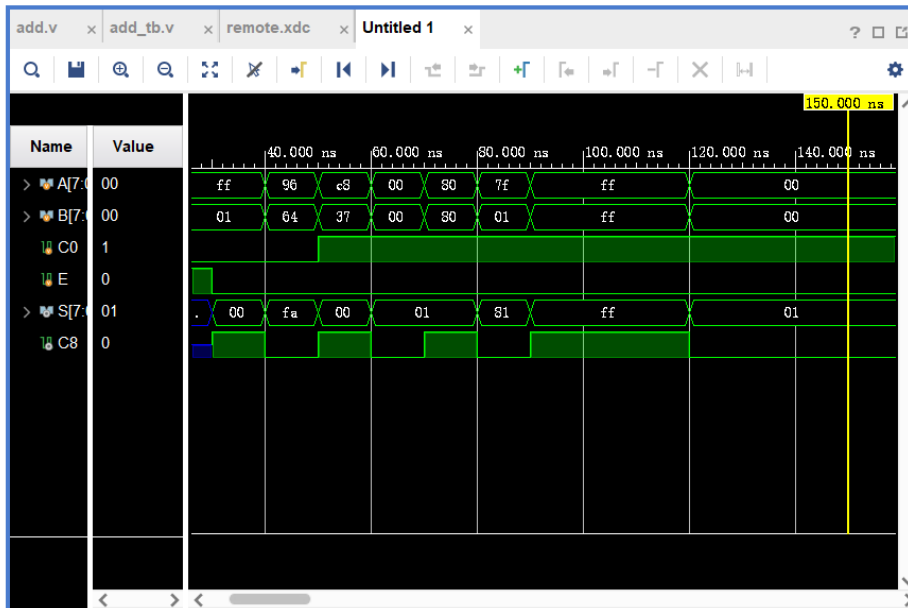 add.v × add_tb.v × remote.xdc × Untitled 1 ×
150.000 ns
Name Value
40.000 ns 60.000 ns 80.000 ns 100.000 ns 120.000 ns 140.000 ns
A[7:0 00 ff 96 c8 00 80 7f ff 00
B[7: 00 01 64 37 00 80 01 ff 00
C0 1
E 0
S[7:0 01 . 00 fa 00 01 81 ff 01
C8 0